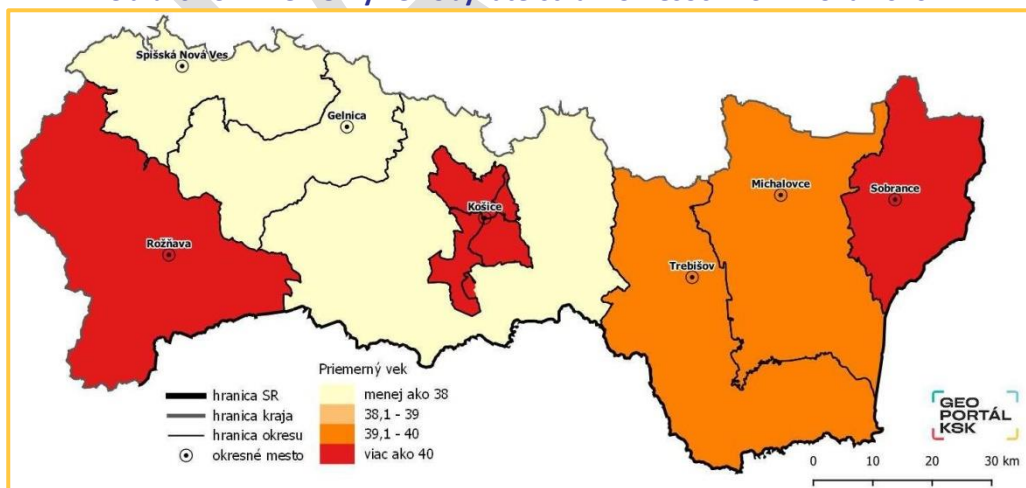 Spišská Nová Ves
Gelnica
Košice
Rožňava
Michalovce
Sobrance
Trebišov
hranica SR
hranica kraja
hranica okresu
okresné mesto
Priemerný vek
menej ako 38
38,1 - 39
39,1 - 40
viac ako 40
GEO
PORTÁL
KSK
0 10 20 30 km